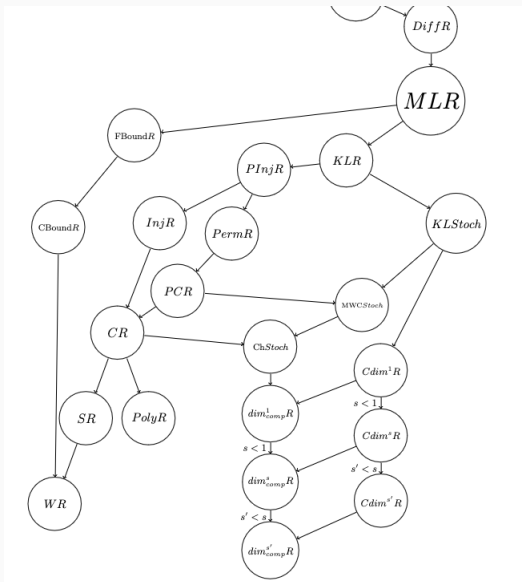 DiffR
MLR
FBoundR
KLR
PInjR
CBoundR
InjR
PermR
KLStoch
PCR
MWCStoch
CR
ChStoch
Cdim¹R
s < 1
dim¹compR
SR
PolyR
CdimˢR
s < 1
s′ < s
dimˢcompR
WR
Cdimˢ′R
s′ < s
dimˢ′compR